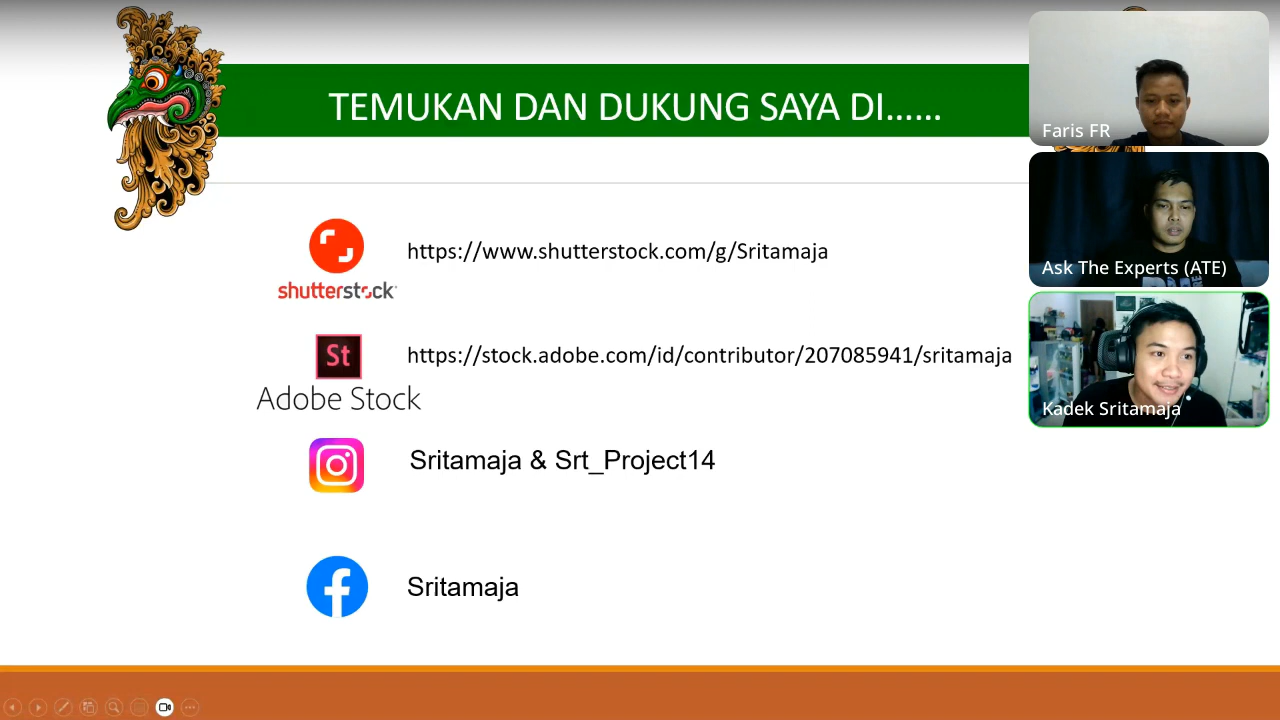 TEMUKAN DAN DUKUNG SAYA DI......
Faris FR
Ask The Experts (ATE)
Kadek Sritamaja
shutterstock
https://www.shutterstock.com/g/Sritamaja
St
Adobe Stock
https://stock.adobe.com/id/contributor/207085941/sritamaja
Sritamaja & Srt_Project14
Sritamaja